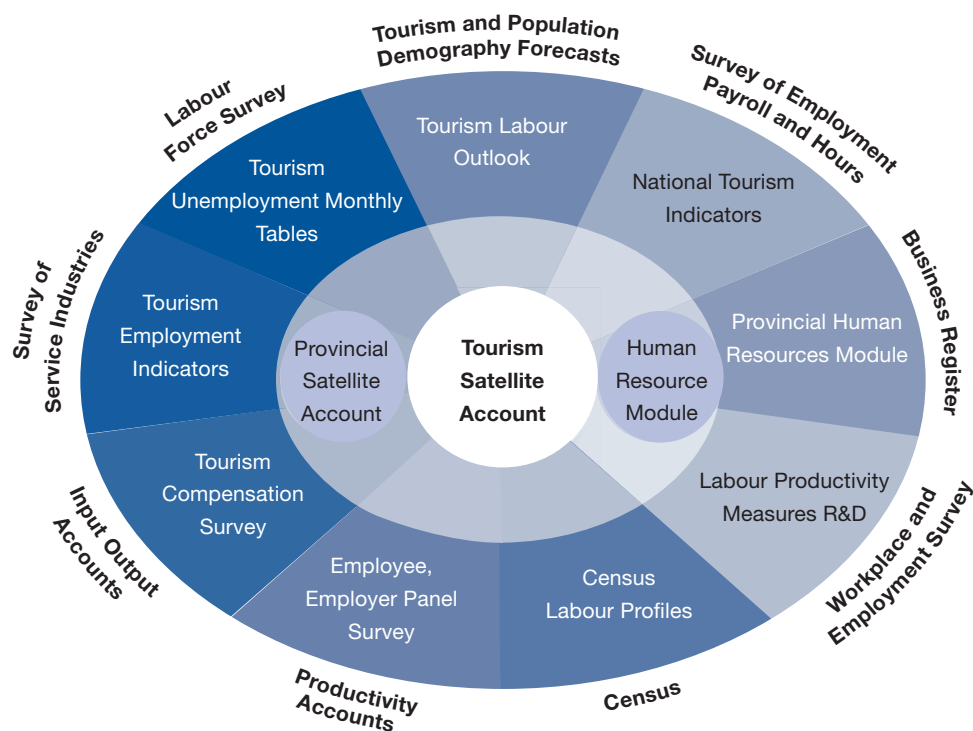 Tourism and Population
Demography Forecasts
Survey of Employment
Payroll and Hours
Labour
Force Survey
Tourism Labour
Outlook
Tourism
Unemployment Monthly
Tables
National Tourism
Indicators
Survey of
Service Industries
Business Register
Tourism
Employment
Indicators
Provincial
Satellite
Account
Tourism
Satellite
Account
Human
Resource
Module
Provincial Human
Resources Module
Tourism
Compensation
Survey
Labour Productivity
Measures R&D
Input Output
Accounts
Workplace and
Employment Survey
Employee,
Employer Panel
Survey
Census
Labour Profiles
Productivity
Accounts
Census